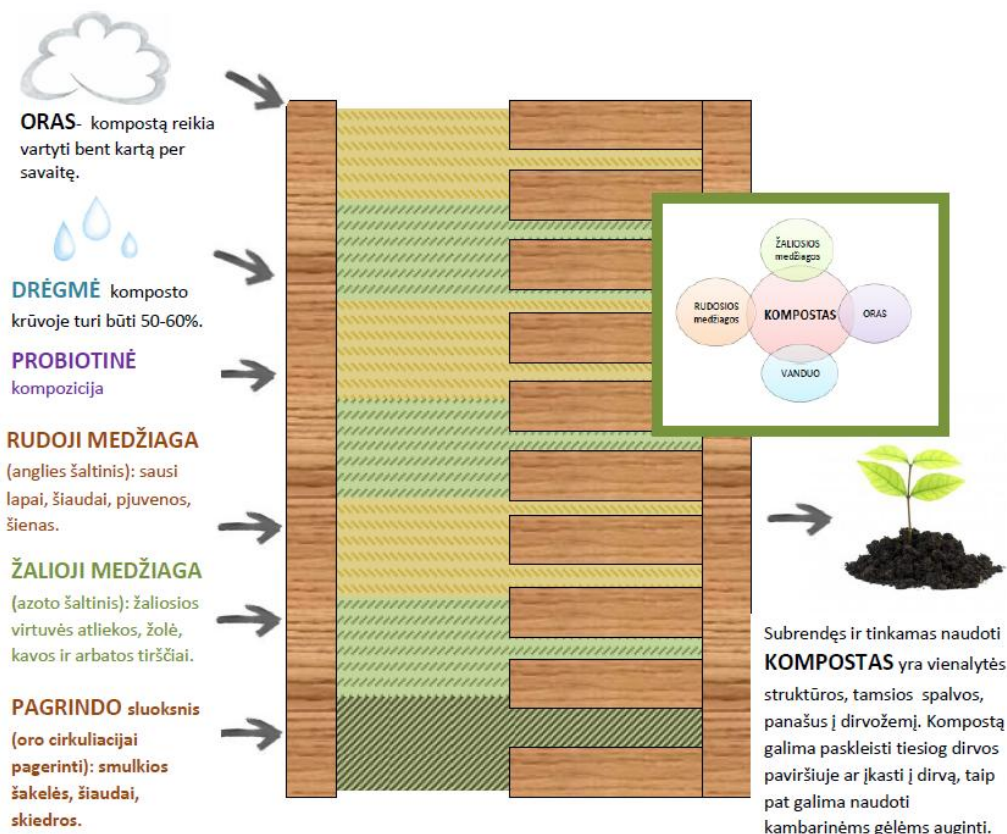 ORAS- kompostą reikia
vartyti bent kartą per
savaitę.
DRĖGMĖ komposto
krūvoje turi būti 50-60%.
PROBIOTINĖ
kompozicija
RUDOJI MEDŽIAGA
(anglies šaltinis): sausi
lapai, šiaudai, pjuvenos,
šienas.
ŽALIOJI MEDŽIAGA
(azoto šaltinis): žaliosios
virtuvės atliekos, žolė,
kavos ir arbatos tirščiai.
PAGRINDO sluoksnis
(oro cirkuliacijai
pagerinti): smulkios
šakelės, šiaudai,
skiedros.
ŽALIOSIOS
medžiagos
RUDOSIOS
medžiagos
KOMPOSTAS
ORAS
VANDUO
Subrendęs ir tinkamas naudoti
KOMPOSTAS yra vienalytės
struktūros, tamsios spalvos,
panašus į dirvožemį. Kompostą
galima paskleisti tiesiog dirvos
paviršiuje ar įkasti į dirvą, taip
pat galima naudoti
kambarinėms gėlėms auginti.